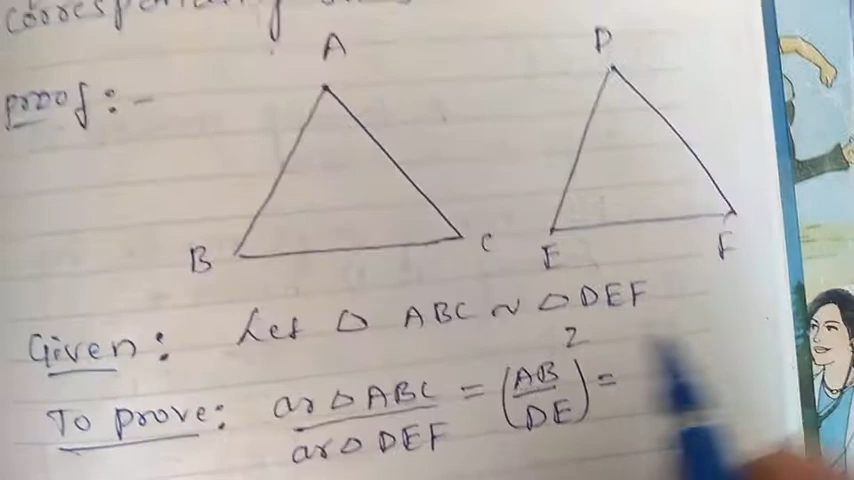 proof :-
A
D
B
C
E
F
Given: Let △ ABC ~ △ DEF
To prove: ar△ABC/ar△DEF = (AB/DE)² =